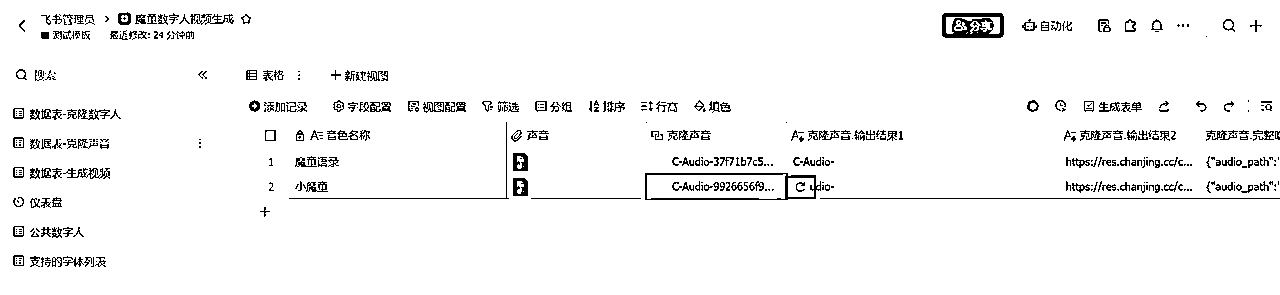 飞书管理员 > 魔童数字人视频生成
测试模版 最近修改: 24 分钟前
分享 自动化
搜索
表格 新建视图
添加记录 字段配置 视图配置 筛选 分组 排序 行高 填色 生成表单
数据表-克隆数字人
数据表-克隆声音
数据表-生成视频
仪表盘
公共数字人
支持的字体列表
音色名称 声音 克隆声音 克隆声音.输出结果1 克隆声音.输出结果2 克隆声音.完整
1 魔童语录 C-Audio-37f71b7c5... C-Audio- https://res.chanjing.cc/c... {"audio_path":"
2 小魔童 C-Audio-9926656f9... udio- https://res.chanjing.cc/c... {"audio_path":"